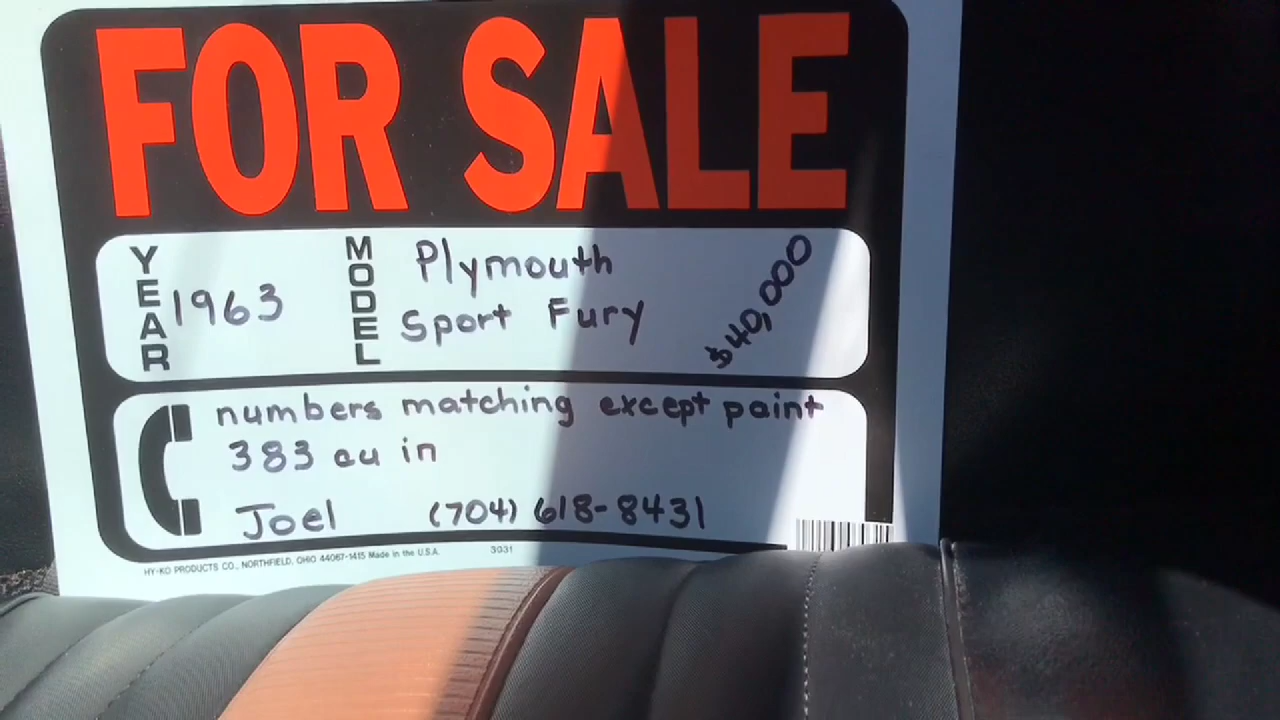 FOR SALE
YEAR 1963 MODEL Plymouth
Sport Fury $40,000
numbers matching except paint
383 cu in
Joel (704) 618-8431
HY-KO PRODUCTS CO., NORTHFIELD, OHIO 44067-1415 Made in the U.S.A. 3031